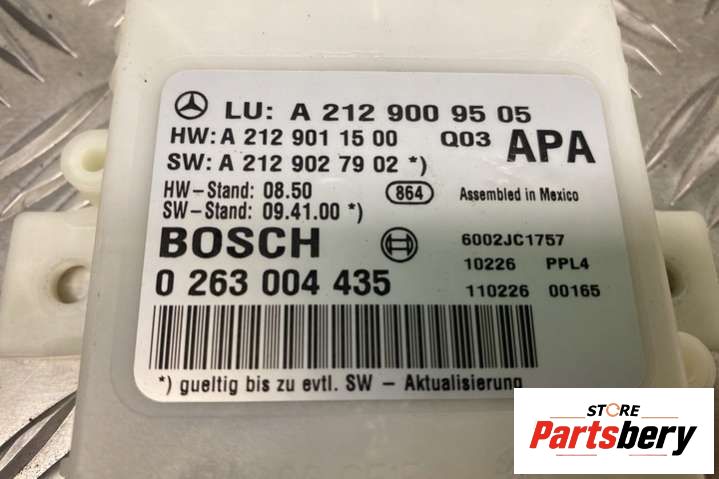 LU: A 212 900 95 05
HW: A 212 901 15 00 Q03 APA
SW: A 212 902 79 02 *)
HW-Stand: 08.50 864 Assembled in Mexico
SW-Stand: 09.41.00 *)
BOSCH 6002JC1757
10226 PPL4
0 263 004 435 110226 00165
*) gueltig bis zu evtl. SW - Aktualisierung
STORE
Partsbery